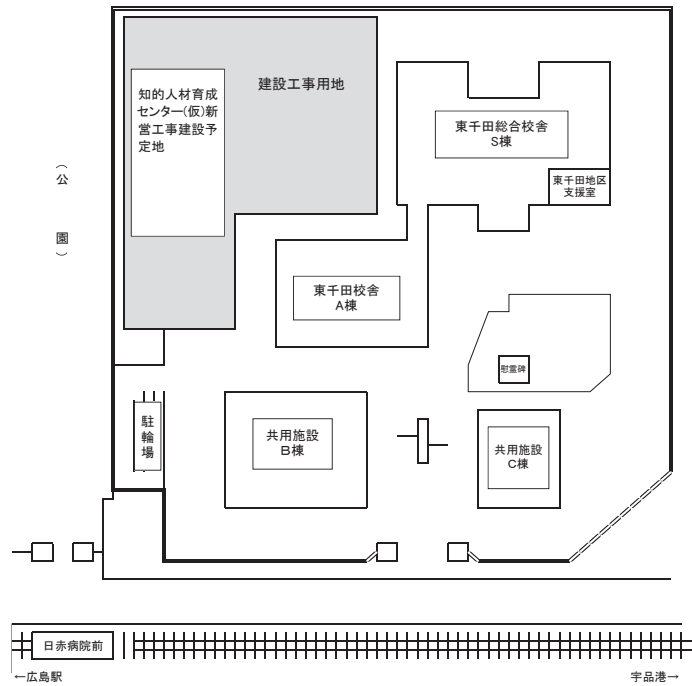 建設工事用地
知的人材育成
センター(仮)新
営工事建設予
定地
東千田総合校舎
S棟
東千田地区
支援室
（公　園）
東千田校舎
A棟
慰霊碑
駐輪場
共用施設
B棟
共用施設
C棟
日赤病院前
←広島駅
宇品港→